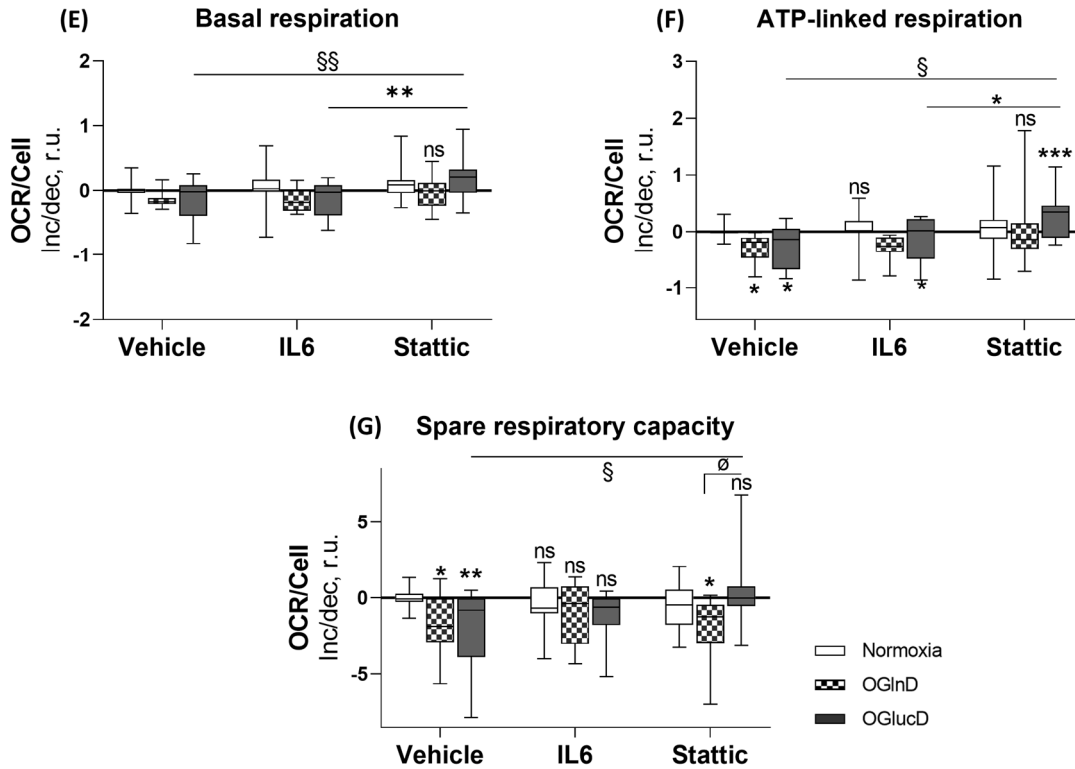 (E) Basal respiration
2
§§
**
1
ns
0
-1
-2
OCR/Cell
Inc/dec, r.u.
Vehicle IL6 Stattic
(F) ATP-linked respiration
3
§
2
*
ns
***
1
ns
0
-1
* * *
OCR/Cell
Inc/dec, r.u.
Vehicle IL6 Stattic
(G) Spare respiratory capacity
§
ø
ns
5
* ** ns ns ns *
0
-5
OCR/Cell
Inc/dec, r.u.
Vehicle IL6 Stattic
Normoxia
OGlnD
OGlucD